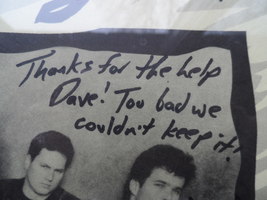 Thanks for the help
Dave! Too bad we
couldn't keep it!